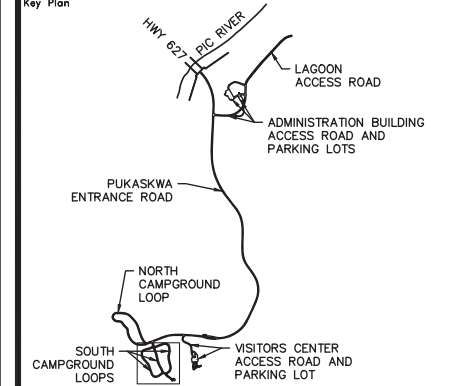 Key Plan
HWY 627
PIC RIVER
LAGOON
ACCESS ROAD
ADMINISTRATION BUILDING
ACCESS ROAD AND
PARKING LOTS
PUKASKWA
ENTRANCE ROAD
NORTH
CAMPGROUND
LOOP
SOUTH
CAMPGROUND
LOOPS
VISITORS CENTER
ACCESS ROAD AND
PARKING LOT